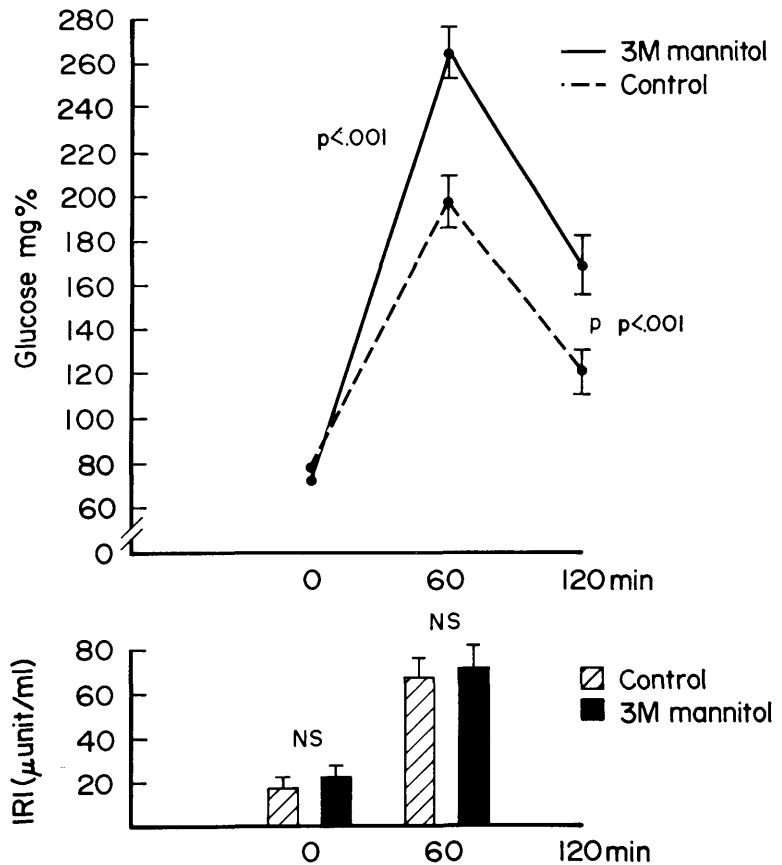 280
260
240
220
200
180
160
140
120
100
80
60
0
Glucose mg%
3M mannitol
Control
p<.001
p p<.001
0 60 120 min
IRI (μunit/ml)
80
60
40
20
NS
NS
Control
3M mannitol
0 60 120 min